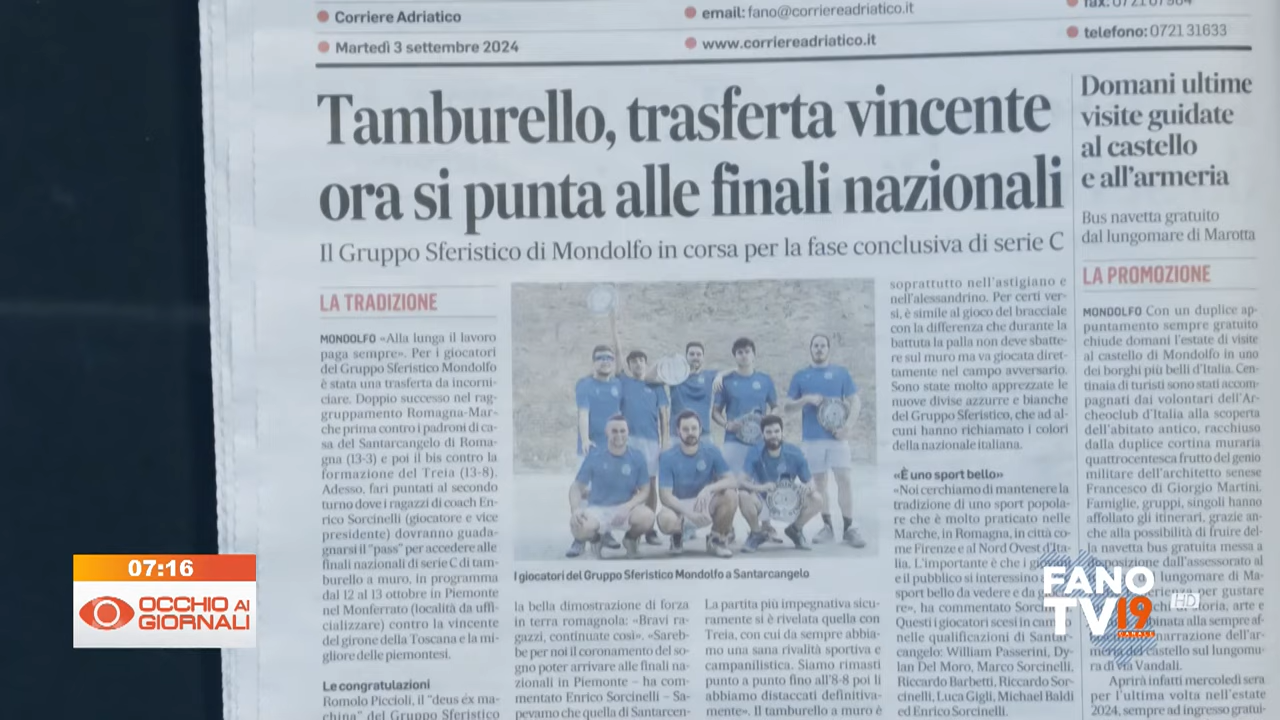 Corriere Adriatico
Martedì 3 settembre 2024
email: fano@corriereadriatico.it
www.corriereadriatico.it
telefono: 0721 31633
Tamburello, trasferta vincente
ora si punta alle finali nazionali
Il Gruppo Sferistico di Mondolfo in corsa per la fase conclusiva di serie C
LA TRADIZIONE
MONDOLFO «Alla lunga il lavoro
paga sempre». Per i giocatori
del Gruppo Sferistico Mondolfo
è stata una trasferta da incorni-
ciare. Doppio successo nel rag-
gruppamento Romagna-Mar-
che prima contro i padroni di ca-
sa del Santarcangelo di Roma-
gna (13-3) e poi il bis contro la
formazione del Treia (13-8).
Adesso, fari puntati al secondo
turno dove i ragazzi di coach En-
rico Sorcinelli (giocatore e vice
presidente) dovranno guada-
gnarsi il "pass" per accedere alle
finali nazionali di serie C di tam-
burello a muro, in programma
dal 12 al 13 ottobre in Piemonte
nel Monferrato (località da uffi-
cializzare) contro la vincente
del girone della Toscana e la mi-
gliore delle piemontesi.
Le congratulazioni
Romolo Piccioli, il "deus ex ma-
china" del Gruppo Sferistico
I giocatori del Gruppo Sferistico Mondolfo a Santarcangelo
la bella dimostrazione di forza
in terra romagnola: «Bravi ra-
gazzi, continuate così». «Sareb-
be per noi il coronamento del so-
gno poter arrivare alle finali na-
zionali in Piemonte – ha com-
mentato Enrico Sorcinelli – Sa-
pevamo che quella di Santarcen-
La partita più impegnativa sicu-
ramente si è rivelata quella con
Treia, con cui da sempre abbia-
mo una sana rivalità sportiva e
campanilistica. Siamo rimasti
punto a punto fino all'8-8 poi li
abbiamo distaccati definitiva-
mente». Il tamburello a muro è
soprattutto nell'astigiano e
nell'alessandrino. Per certi ver-
si, è simile al gioco del bracciale
con la differenza che durante la
battuta la palla non deve sbatte-
re sul muro ma va giocata diret-
tamente nel campo avversario.
Sono state molto apprezzate le
nuove divise azzurre e bianche
del Gruppo Sferistico, che ad al-
cuni hanno richiamato i colori
della nazionale italiana.
«È uno sport bello»
«Noi cerchiamo di mantenere la
tradizione di uno sport popola-
re che è molto praticato nelle
Marche, in Romagna, in città co-
me Firenze e al Nord Ovest d'Ita-
lia. L'importante è che i
e il pubblico si interessino
sport bello da vedere e da
re», ha commentato
Questi i giocatori scesi in
nelle qualificazioni di Santar-
cangelo: William Passerini, Dy-
lan Del Moro, Marco Sorcinelli,
Riccardo Barbetti, Riccardo Sor-
cinelli, Luca Gigli, Michael Baldi
ed Enrico Sorcinelli.
Domani ultime
visite guidate
al castello
e all'armeria
Bus navetta gratuito
dal lungomare di Marotta
LA PROMOZIONE
MONDOLFO Con un duplice ap-
puntamento sempre gratuito
chiude domani l'estate di visite
al castello di Mondolfo in uno
dei borghi più belli d'Italia. Cen-
tinaia di turisti sono stati accom-
pagnati dai volontari dell'Ar-
cheoclub d'Italia alla scoperta
dell'abitato antico, racchiuso
dalla duplice cortina muraria
quattrocentesca frutto del genio
militare dell'architetto senese
Francesco di Giorgio Martini.
Famiglie, gruppi, singoli hanno
affollato gli itinerari, grazie an-
che alla possibilità di fruire del-
la navetta bus gratuita messa a
disposizione dall'assessorato al
lungomare di Ma-
per gustare
storia, arte e
alla sempre af-
narrazione dell'ar-
castello sul lungomu-
ra di via Vandali.
Aprirà infatti mercoledì sera
per l'ultima volta nell'estate
2024, sempre ad ingresso gratui-
07:16
OCCHIO AI
GIORNALI
FANO
TV 19
HD